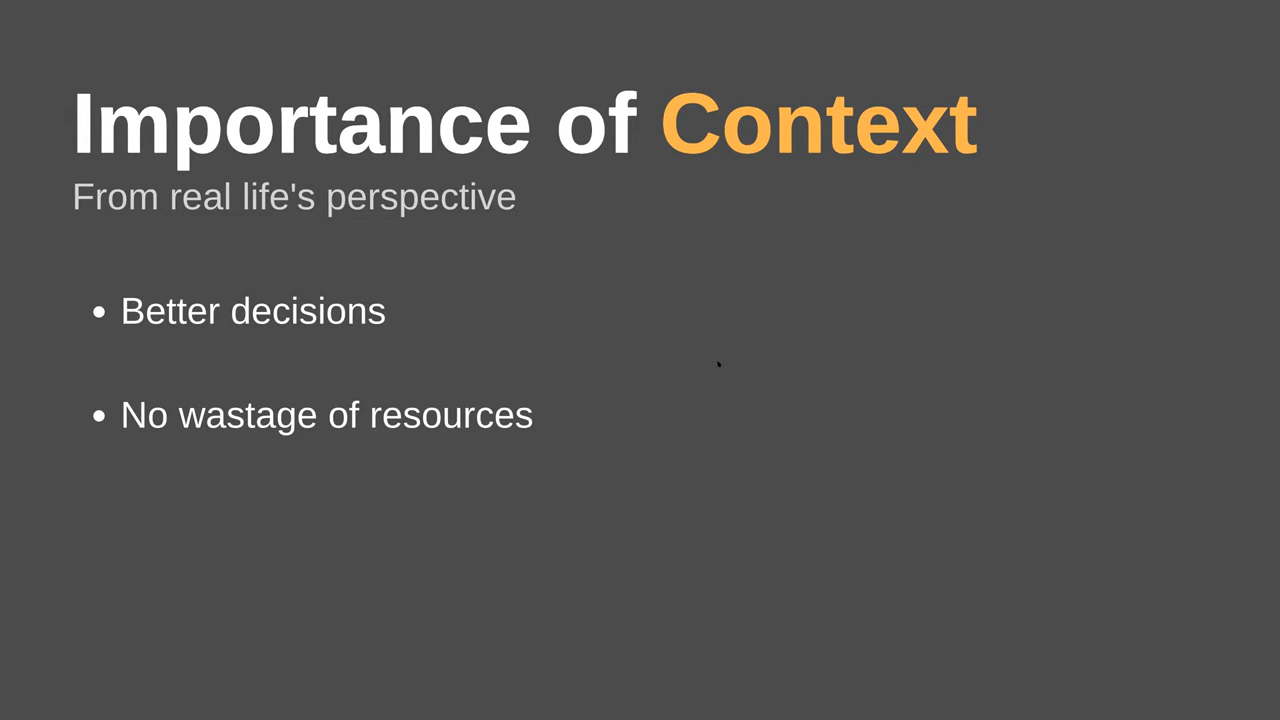 Importance of Context
From real life's perspective
• Better decisions
• No wastage of resources